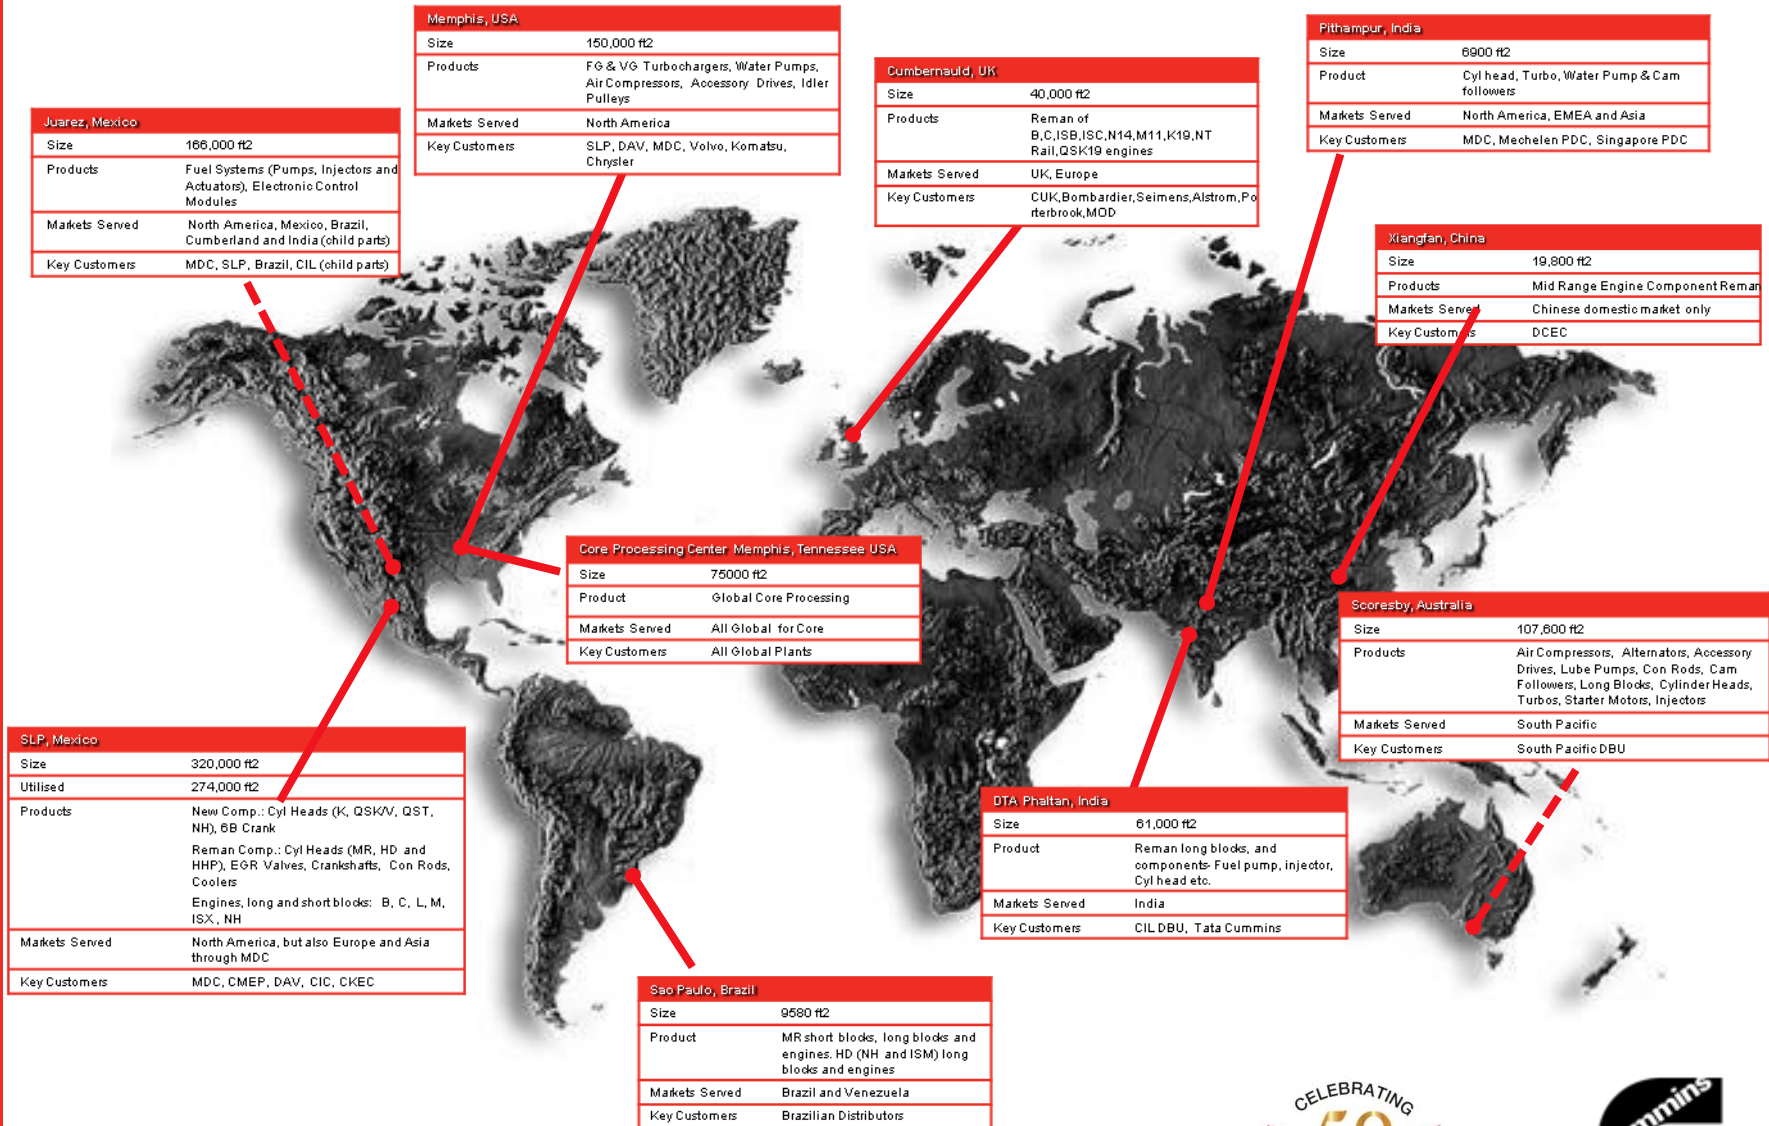 Memphis, USA
Size 150,000 ft2
Products FG & VG Turbochargers, Water Pumps,
Air Compressors, Accessory Drives, Idler
Pulleys
Markets Served North America
Key Customers SLP, DAV, MDC, Volvo, Komatsu,
Chrysler
Pithampur, India
Size 6900 ft2
Product Cyl head, Turbo, Water Pump & Cam
followers
Markets Served North America, EMEA and Asia
Key Customers MDC, Mechelen PDC, Singapore PDC
Cumbernauld, UK
Size 40,000 ft2
Products Reman of
B,C,ISB,ISC,N14,M11,K19,NT
Rail,QSK19 engines
Markets Served UK, Europe
Key Customers CUK,Bombardier,Seimens,Alstrom,Po
rterbrook,MOD
Juarez, Mexico
Size 166,000 ft2
Products Fuel Systems (Pumps, Injectors and
Actuators), Electronic Control
Modules
Markets Served North America, Mexico, Brazil,
Cumberland and India (child parts)
Key Customers MDC, SLP, Brazil, CIL (child parts)
Xiangfan, China
Size 19,800 ft2
Products Mid Range Engine Component Reman
Markets Served Chinese domestic market only
Key Customers DCEC
Core Processing Center Memphis, Tennessee USA
Size 75000 ft2
Product Global Core Processing
Markets Served All Global for Core
Key Customers All Global Plants
Scoresby, Australia
Size 107,600 ft2
Products Air Compressors, Alternators, Accessory
Drives, Lube Pumps, Con Rods, Cam
Followers, Long Blocks, Cylinder Heads,
Turbos, Starter Motors, Injectors
Markets Served South Pacific
Key Customers South Pacific DBU
SLP, Mexico
Size 320,000 ft2
Utilised 274,000 ft2
Products New Comp.: Cyl Heads (K, QSK/V, QST,
NH), 6B Crank
Reman Comp.: Cyl Heads (MR, HD and
HHP), EGR Valves, Crankshafts, Con Rods,
Coolers
Engines, long and short blocks: B, C, L, M,
ISX, NH
Markets Served North America, but also Europe and Asia
through MDC
Key Customers MDC, CMEP, DAV, CIC, CKEC
DTA Phaltan, India
Size 61,000 ft2
Product Reman long blocks, and
components- Fuel pump, injector,
Cyl head etc.
Markets Served India
Key Customers CIL DBU, Tata Cummins
Sao Paulo, Brazil
Size 9580 ft2
Product MR short blocks, long blocks and
engines. HD (NH and ISM) long
blocks and engines
Markets Served Brazil and Venezuela
Key Customers Brazilian Distributors
CELEBRATING
50
mmins